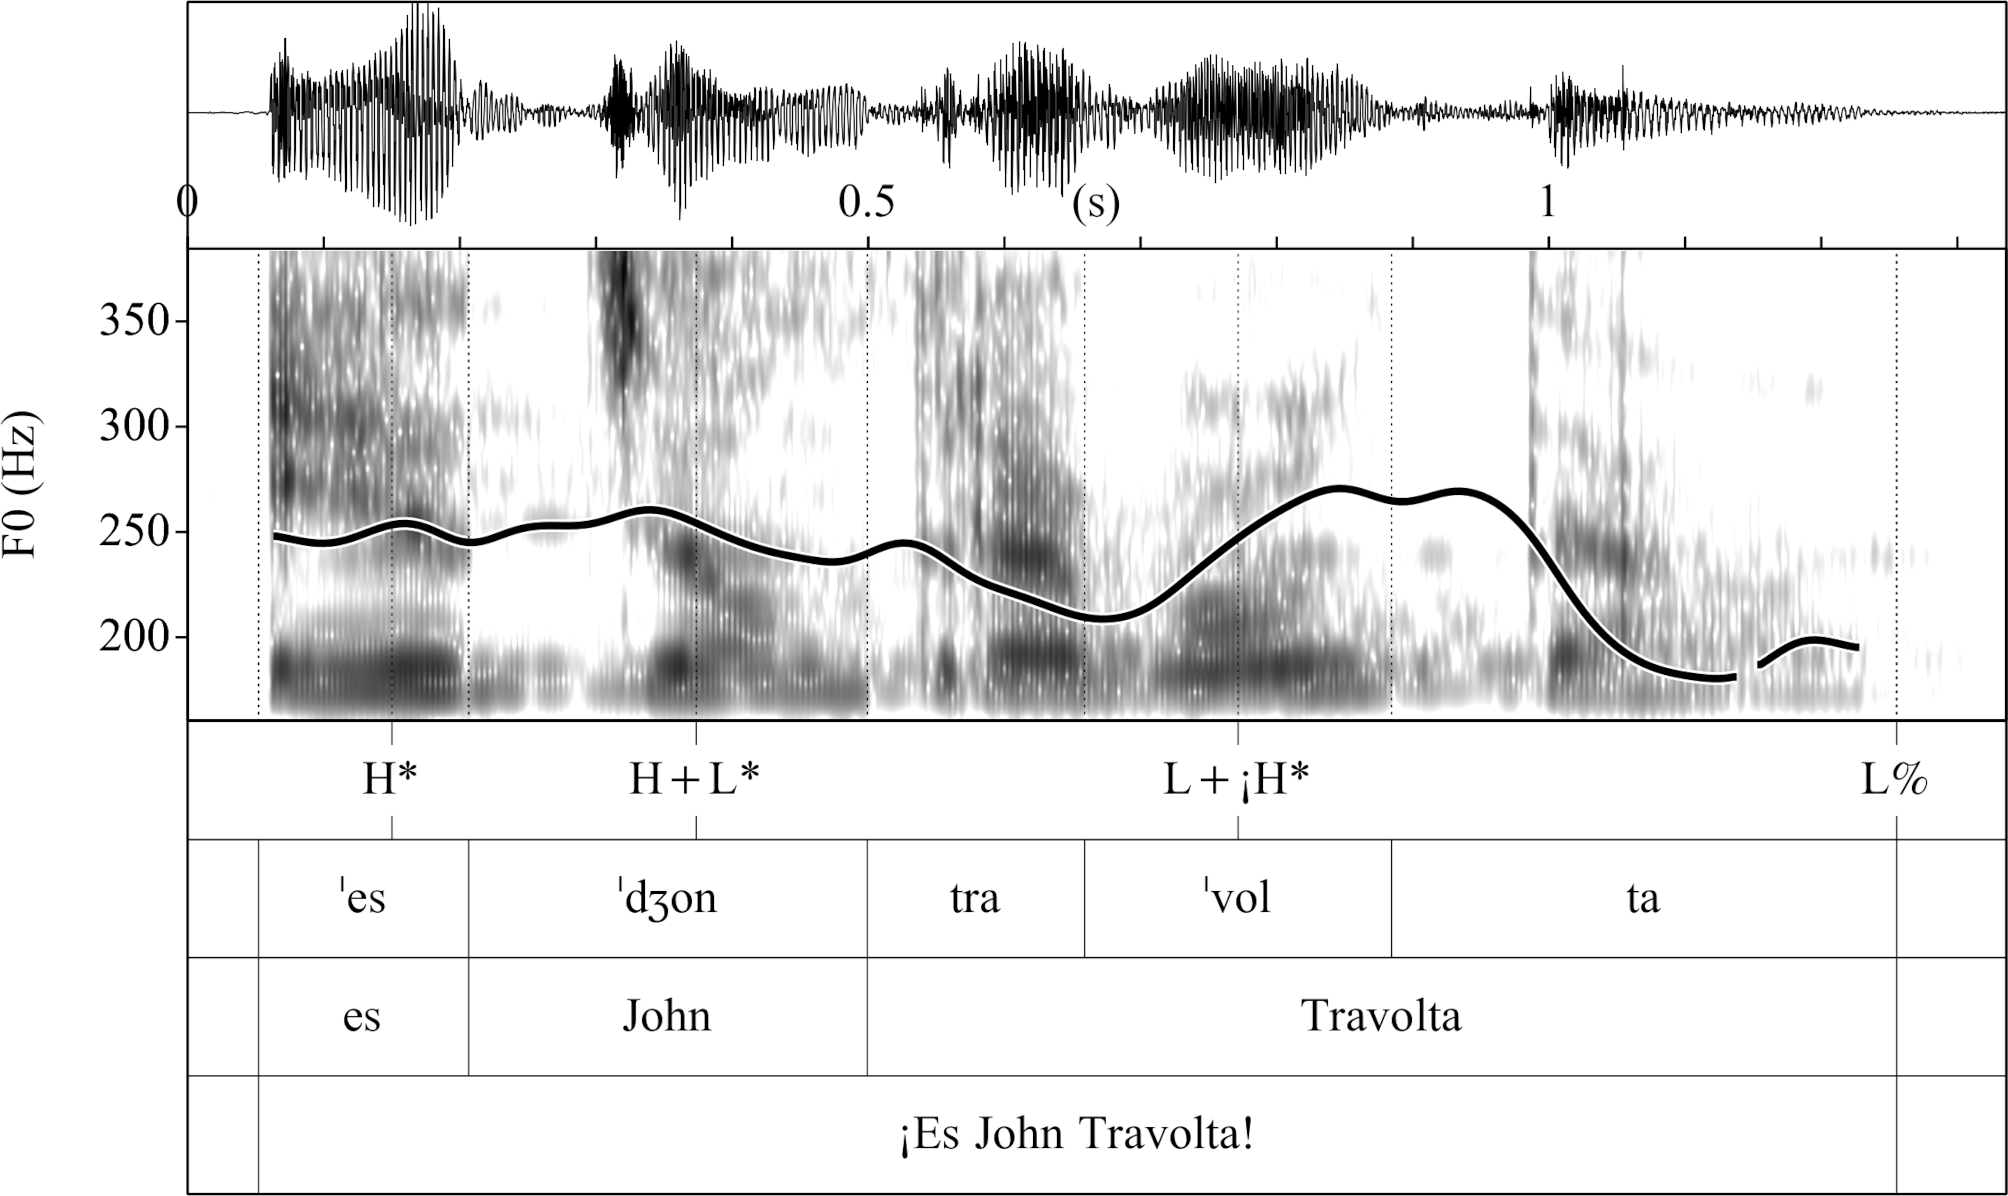 0 0.5 (s) 1
F0 (Hz)
350
300
250
200
H* H+L* L+¡H* L%
ˈes ˈdʒon tra ˈvol ta
es John Travolta
¡Es John Travolta!